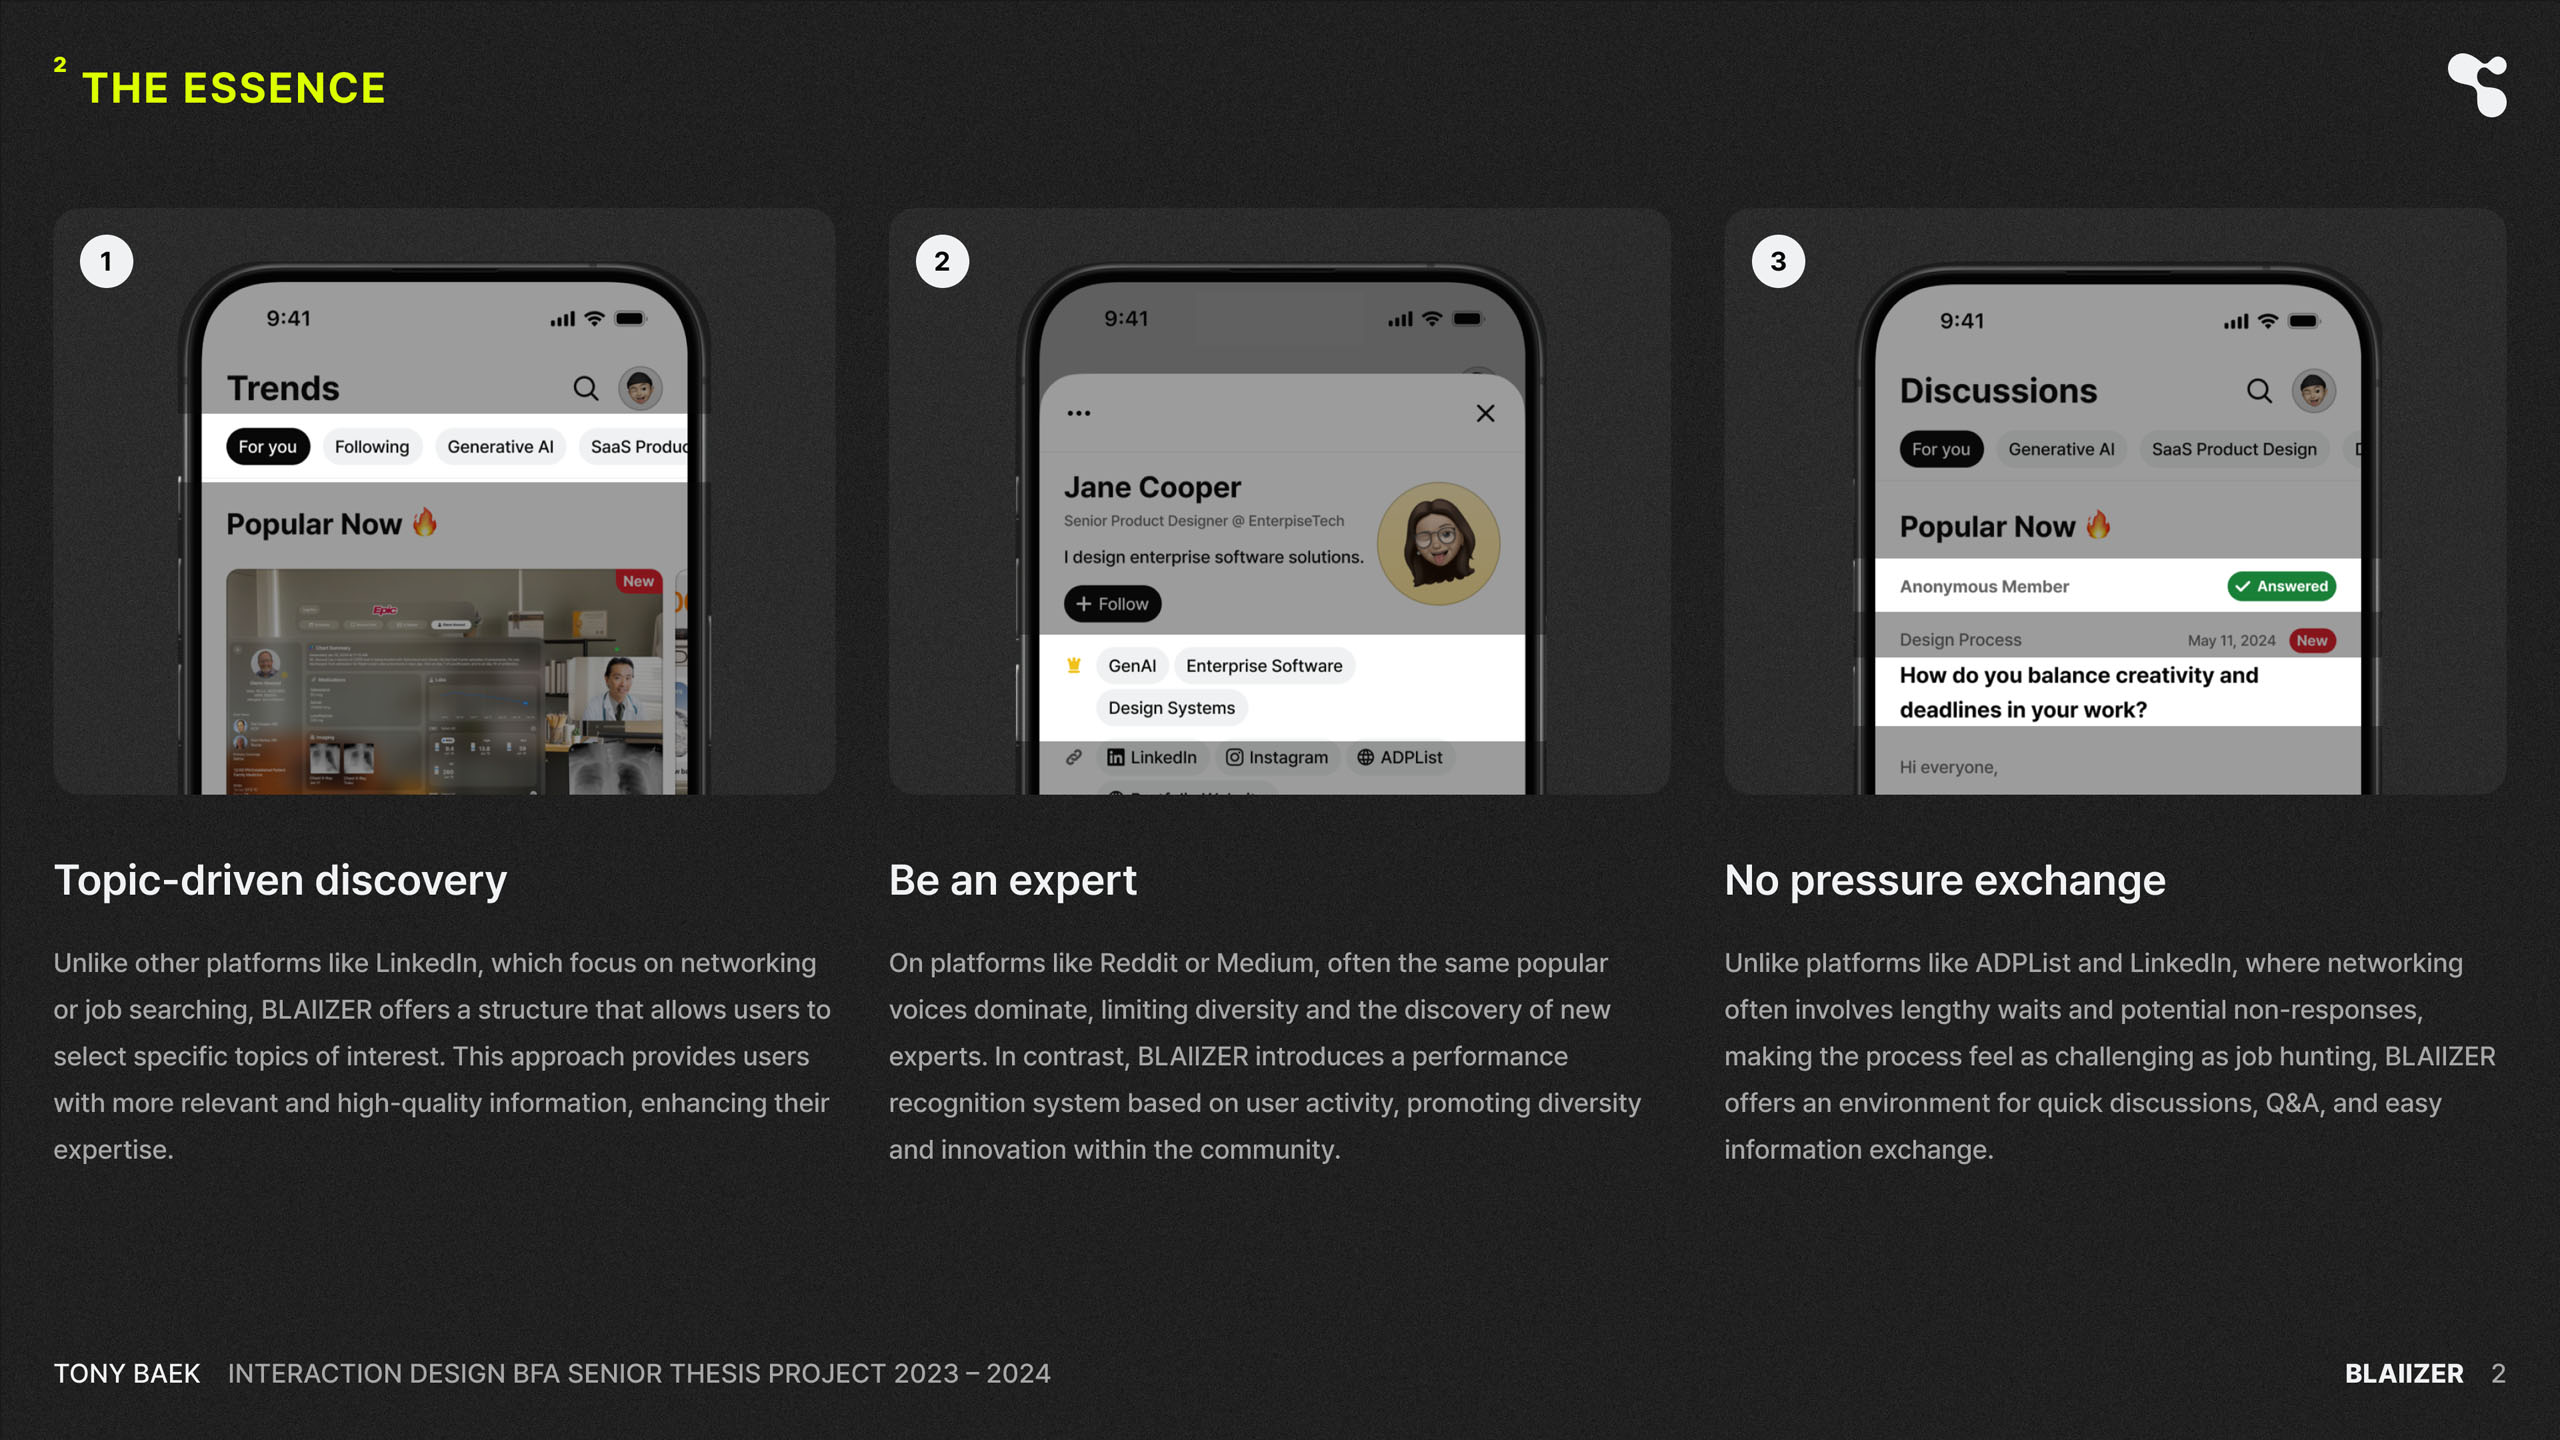 2 THE ESSENCE
1
9:41
Trends
For you Following Generative AI SaaS Produc
Popular Now 🔥
New
Epic
Chart Summary
Medications
Labs
Imaging
2
9:41
Jane Cooper
Senior Product Designer @ EnterpiseTech
I design enterprise software solutions.
+ Follow
GenAI Enterprise Software
Design Systems
LinkedIn Instagram ADPList
3
9:41
Discussions
For you Generative AI SaaS Product Design
Popular Now 🔥
Anonymous Member Answered
Design Process May 11, 2024 New
How do you balance creativity and
deadlines in your work?
Hi everyone,
Topic-driven discovery
Unlike other platforms like LinkedIn, which focus on networking
or job searching, BLAIIZER offers a structure that allows users to
select specific topics of interest. This approach provides users
with more relevant and high-quality information, enhancing their
expertise.
Be an expert
On platforms like Reddit or Medium, often the same popular
voices dominate, limiting diversity and the discovery of new
experts. In contrast, BLAIIZER introduces a performance
recognition system based on user activity, promoting diversity
and innovation within the community.
No pressure exchange
Unlike platforms like ADPList and LinkedIn, where networking
often involves lengthy waits and potential non-responses,
making the process feel as challenging as job hunting, BLAIIZER
offers an environment for quick discussions, Q&A, and easy
information exchange.
TONY BAEK INTERACTION DESIGN BFA SENIOR THESIS PROJECT 2023 – 2024
BLAIIZER 2